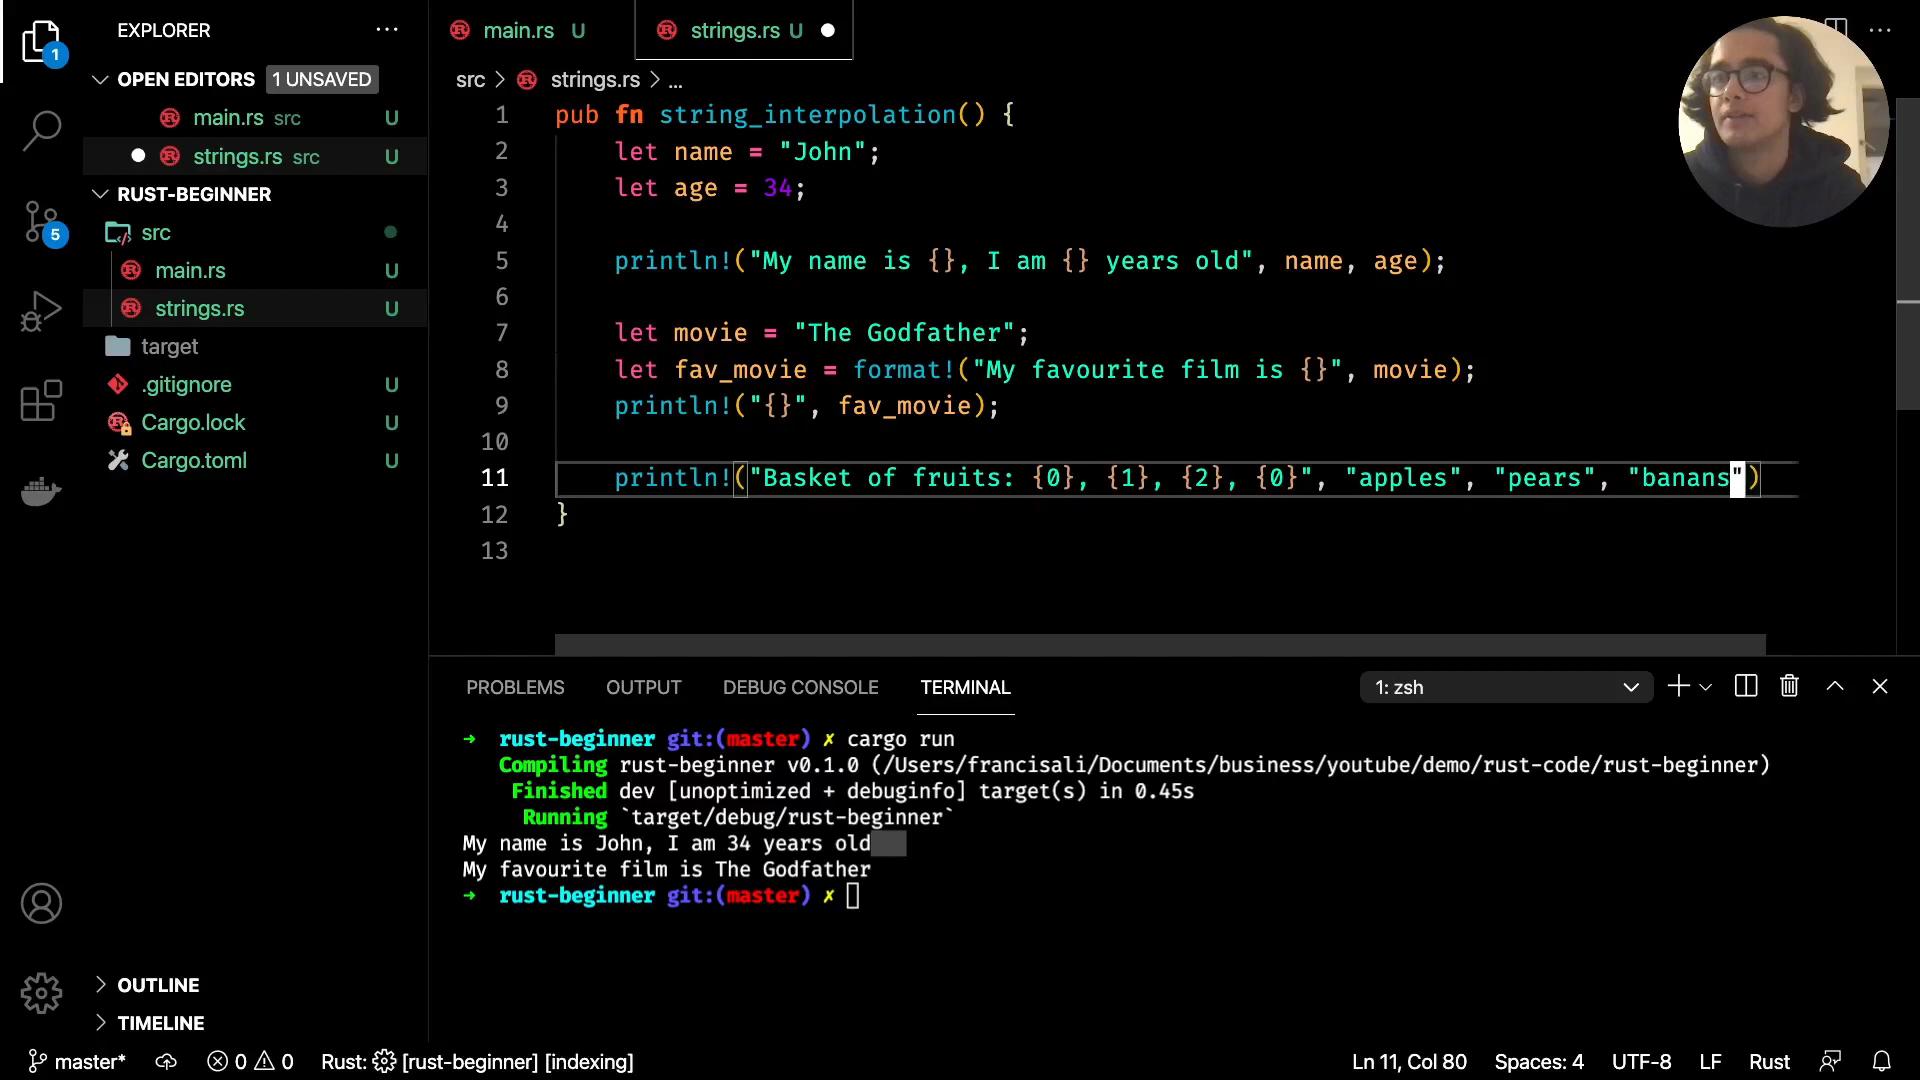 EXPLORER
OPEN EDITORS 1 UNSAVED
main.rs src U
strings.rs src U
RUST-BEGINNER
src
main.rs U
strings.rs U
target
.gitignore U
Cargo.lock U
Cargo.toml U
OUTLINE
TIMELINE
1
5
main.rs U
strings.rs U
src > strings.rs > ...
1 pub fn string_interpolation() {
2 let name = "John";
3 let age = 34;
4
5 println!("My name is {}, I am {} years old", name, age);
6
7 let movie = "The Godfather";
8 let fav_movie = format!("My favourite film is {}", movie);
9 println!("{}", fav_movie);
10
11 println!("Basket of fruits: {0}, {1}, {2}, {0}", "apples", "pears", "banans")
12 }
13
PROBLEMS OUTPUT DEBUG CONSOLE TERMINAL 1: zsh
→ rust-beginner git:(master) ✗ cargo run
Compiling rust-beginner v0.1.0 (/Users/francisali/Documents/business/youtube/demo/rust-code/rust-beginner)
Finished dev [unoptimized + debuginfo] target(s) in 0.45s
Running `target/debug/rust-beginner`
My name is John, I am 34 years old
My favourite film is The Godfather
→ rust-beginner git:(master) ✗
master* 0 0 Rust: [rust-beginner] [indexing] Ln 11, Col 80 Spaces: 4 UTF-8 LF Rust